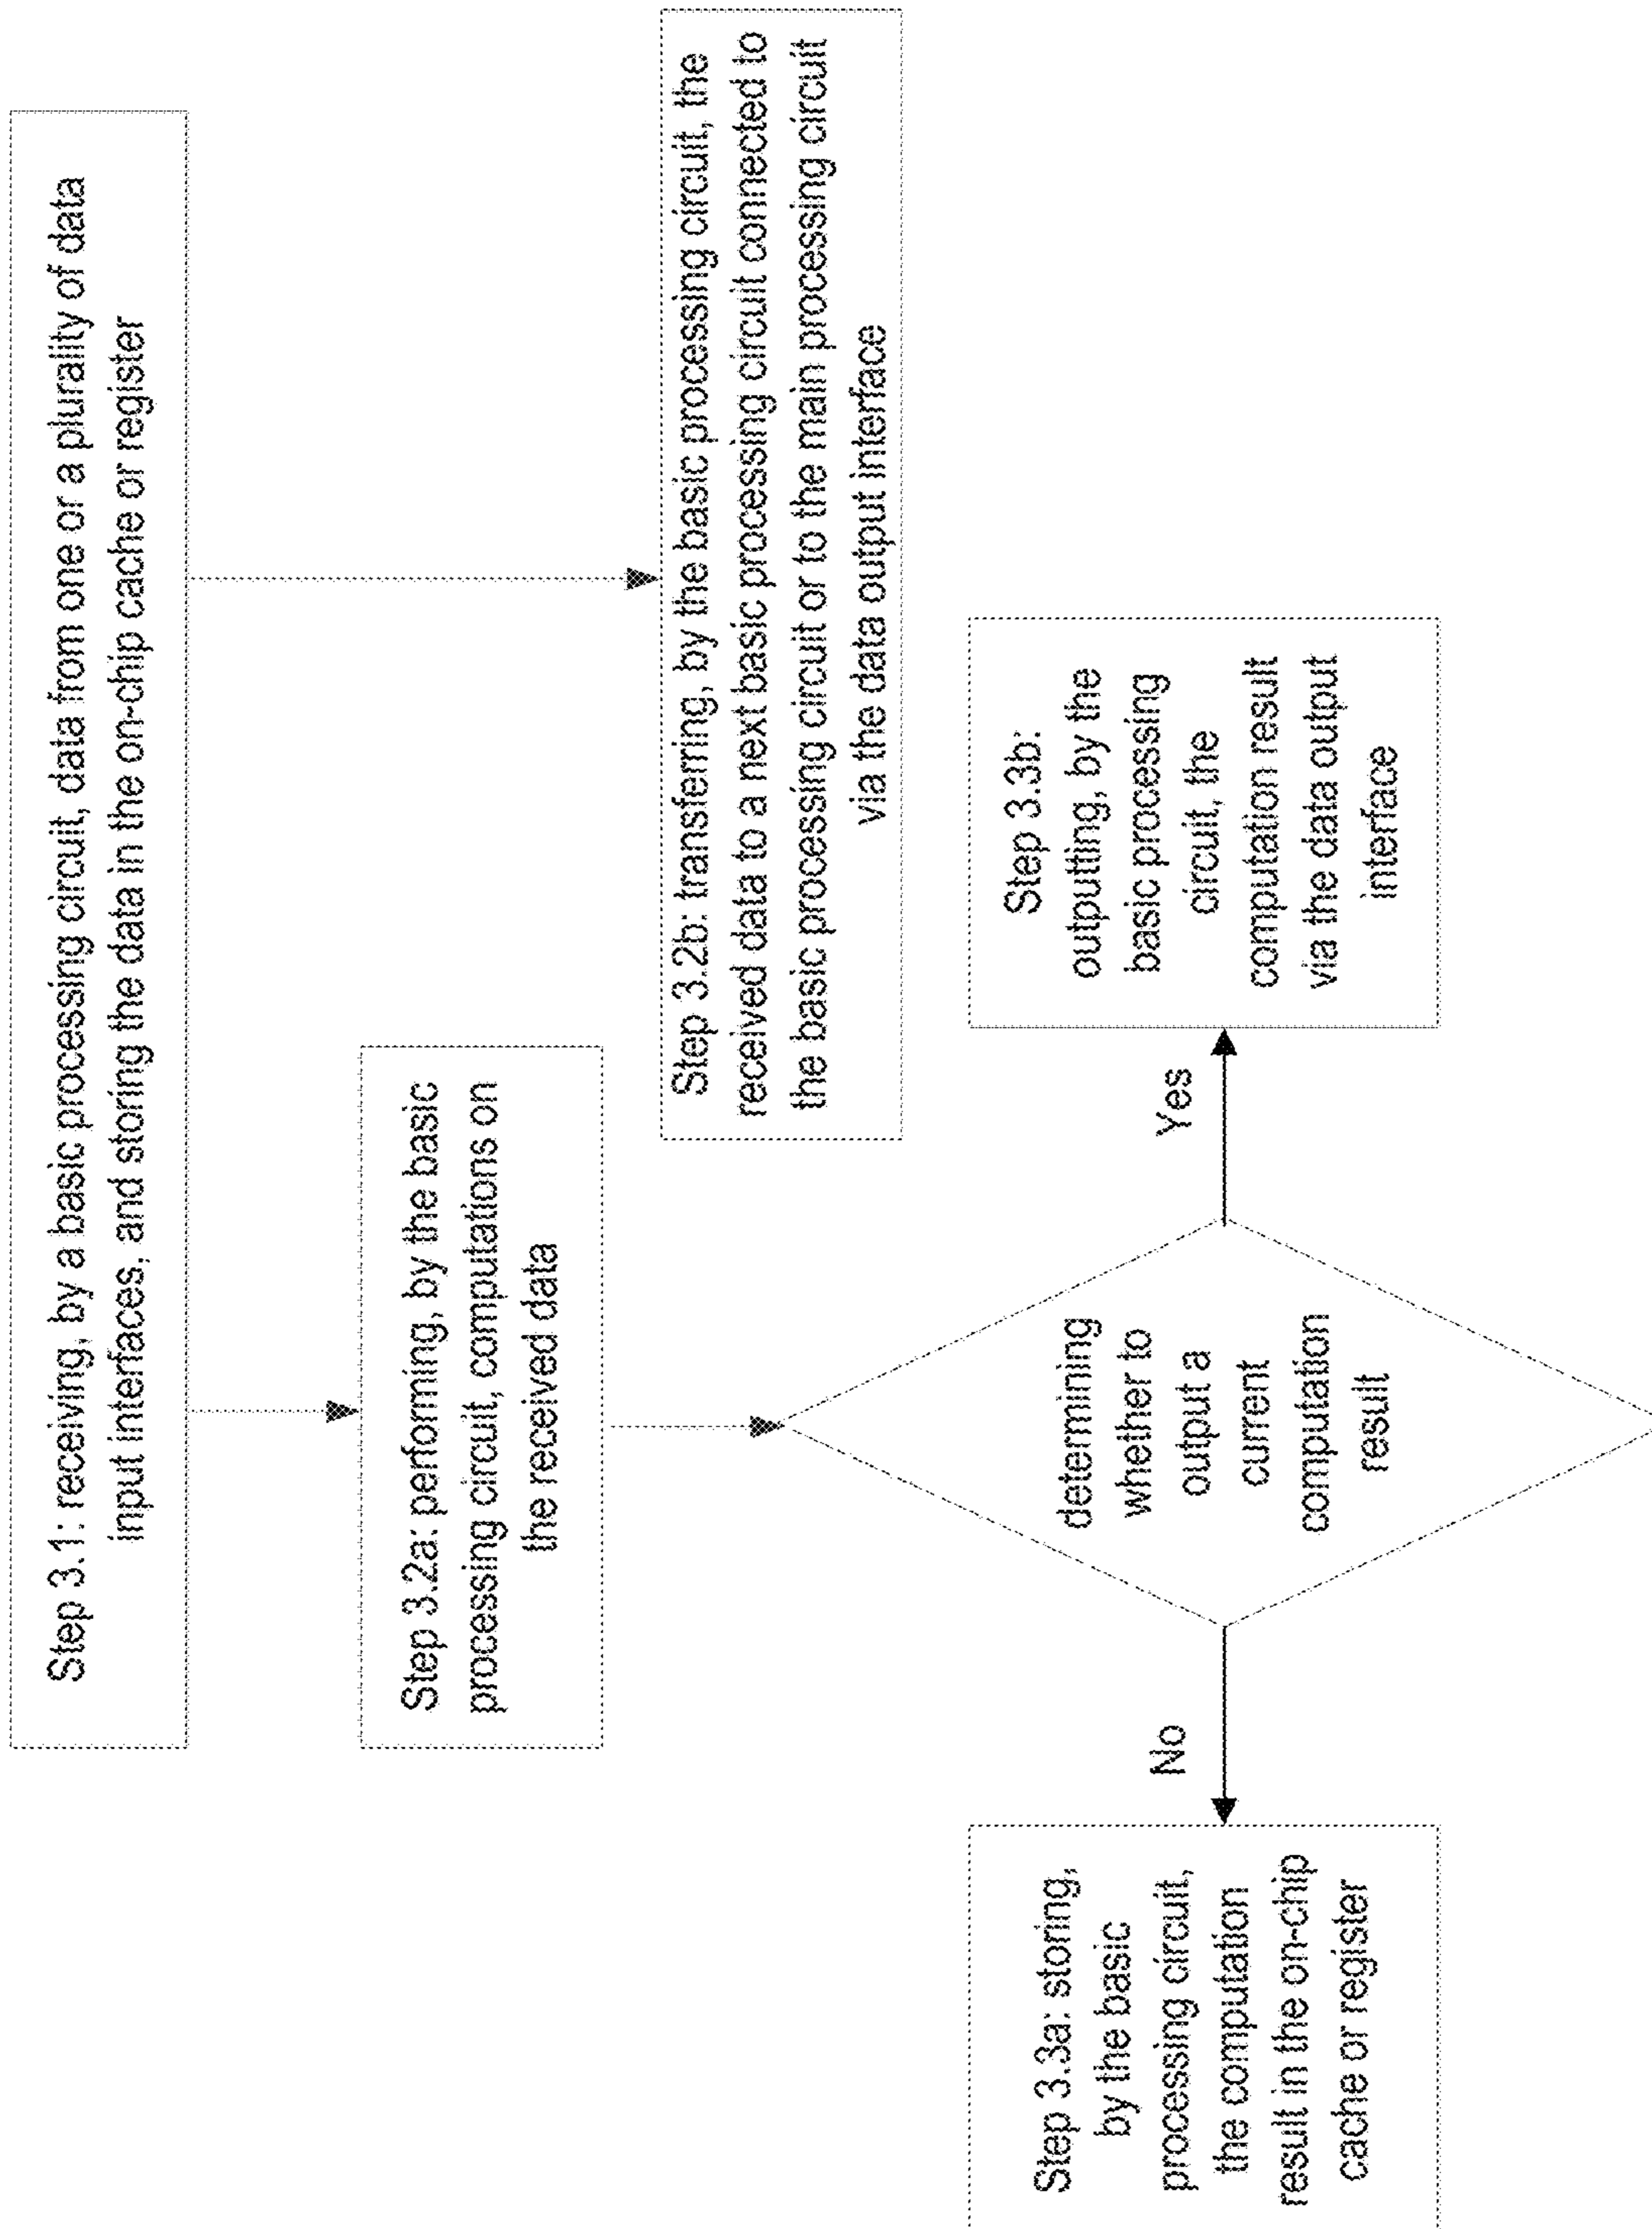 Step 3.1: receiving, by a basic processing circuit, data from one or a plurality of data
input interfaces, and storing the data in the on-chip cache or register
Step 3.2a: performing, by the basic
processing circuit, computations on
the received data
Step 3.2b: transferring, by the basic processing circuit, the
received data to a next basic processing circuit connected to
the basic processing circuit or to the main processing circuit
via the data output interface
determining
whether to
output a
current
computation
result
No
Yes
Step 3.3a: storing,
by the basic
processing circuit,
the computation
result in the on-chip
cache or register
Step 3.3b:
outputting, by the
basic processing
circuit, the
computation result
via the data output
interface